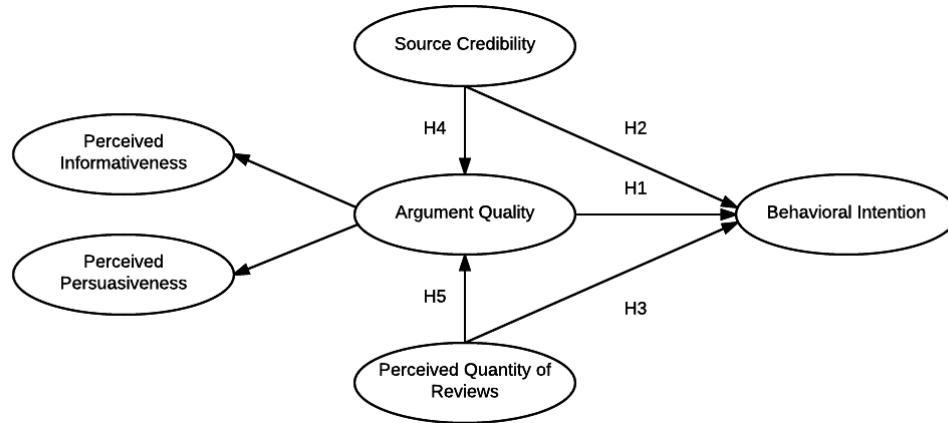 Source Credibility
H4
H2
Perceived
Informativeness
H1
Argument Quality
Behavioral Intention
Perceived
Persuasiveness
H5
H3
Perceived Quantity of
Reviews